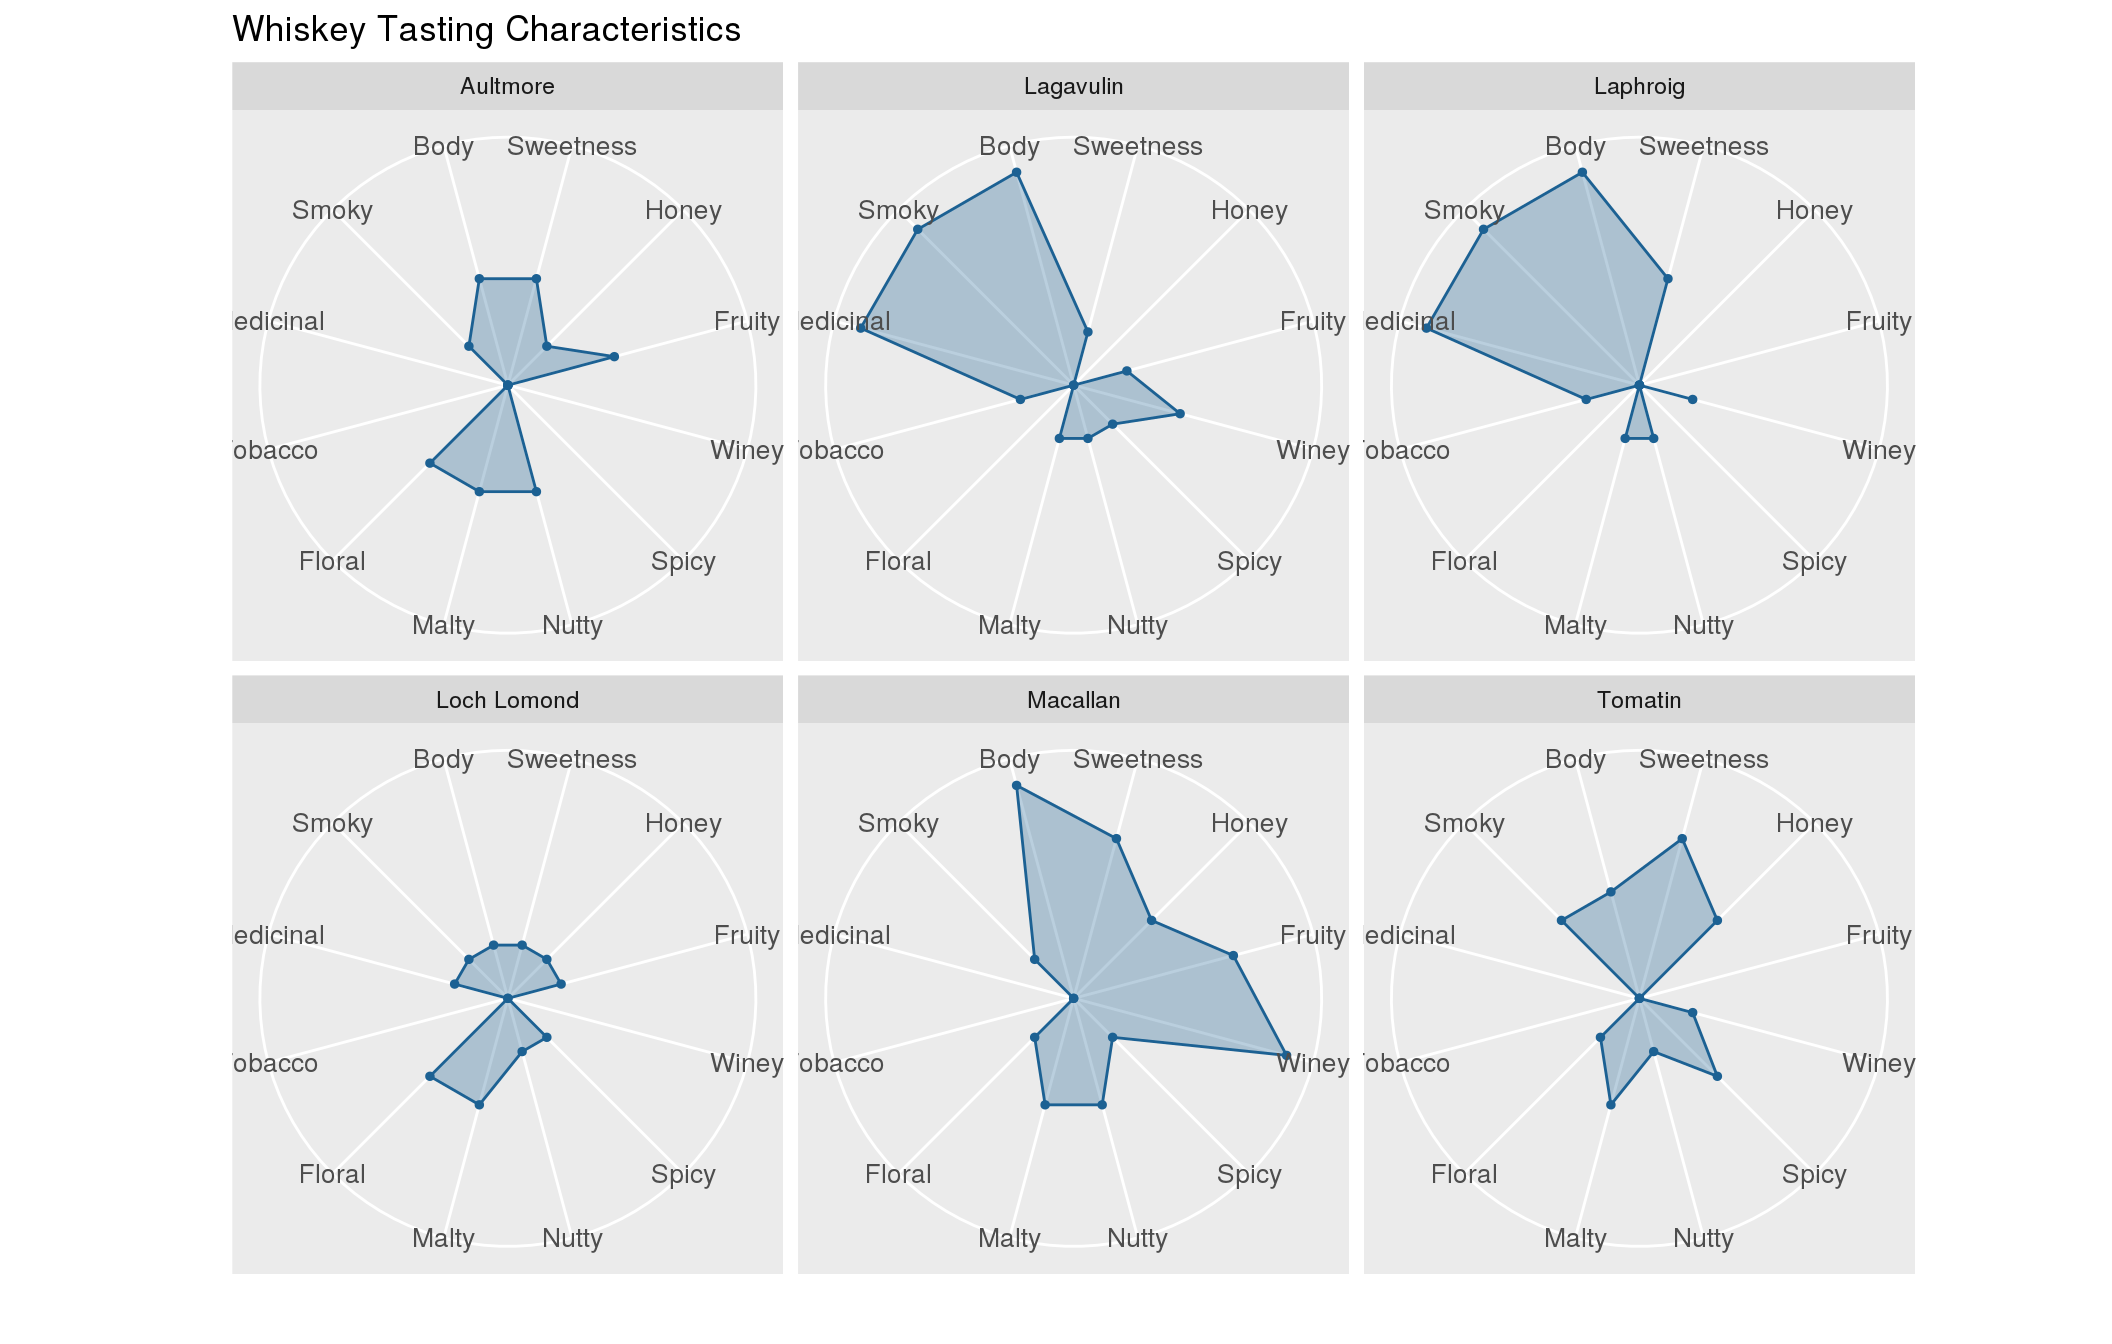 Whiskey Tasting Characteristics
Aultmore
Lagavulin
Laphroig
Body Sweetness
Smoky Honey
edicinal Fruity
obacco Winey
Floral Spicy
Malty Nutty
Body Sweetness
Smoky Honey
edicinal Fruity
obacco Winey
Floral Spicy
Malty Nutty
Body Sweetness
Smoky Honey
edicinal Fruity
obacco Winey
Floral Spicy
Malty Nutty
Loch Lomond
Macallan
Tomatin
Body Sweetness
Smoky Honey
edicinal Fruity
obacco Winey
Floral Spicy
Malty Nutty
Body Sweetness
Smoky Honey
edicinal Fruity
obacco Winey
Floral Spicy
Malty Nutty
Body Sweetness
Smoky Honey
edicinal Fruity
obacco Winey
Floral Spicy
Malty Nutty